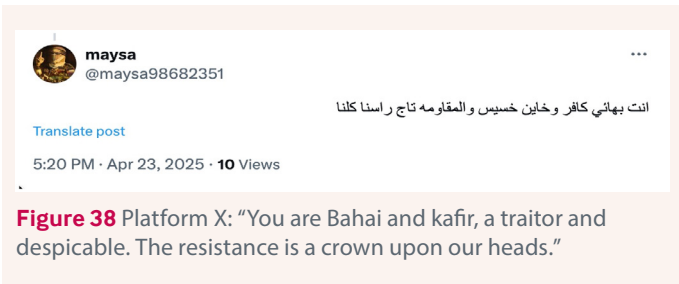 maysa
@maysa98682351
انت بهائي كافر وخاين خسيس والمقاومه تاج راسنا كلنا
Translate post
5:20 PM · Apr 23, 2025 · 10 Views
Figure 38 Platform X: “You are Bahai and kafir, a traitor and
despicable. The resistance is a crown upon our heads.”